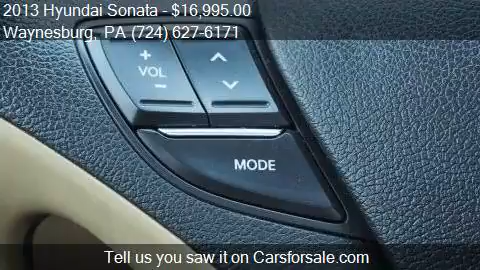 2013 Hyundai Sonata - $16,995.00
Waynesburg, PA (724) 627-6171
+
VOL
-
MODE
Tell us you saw it on Carsforsale.com